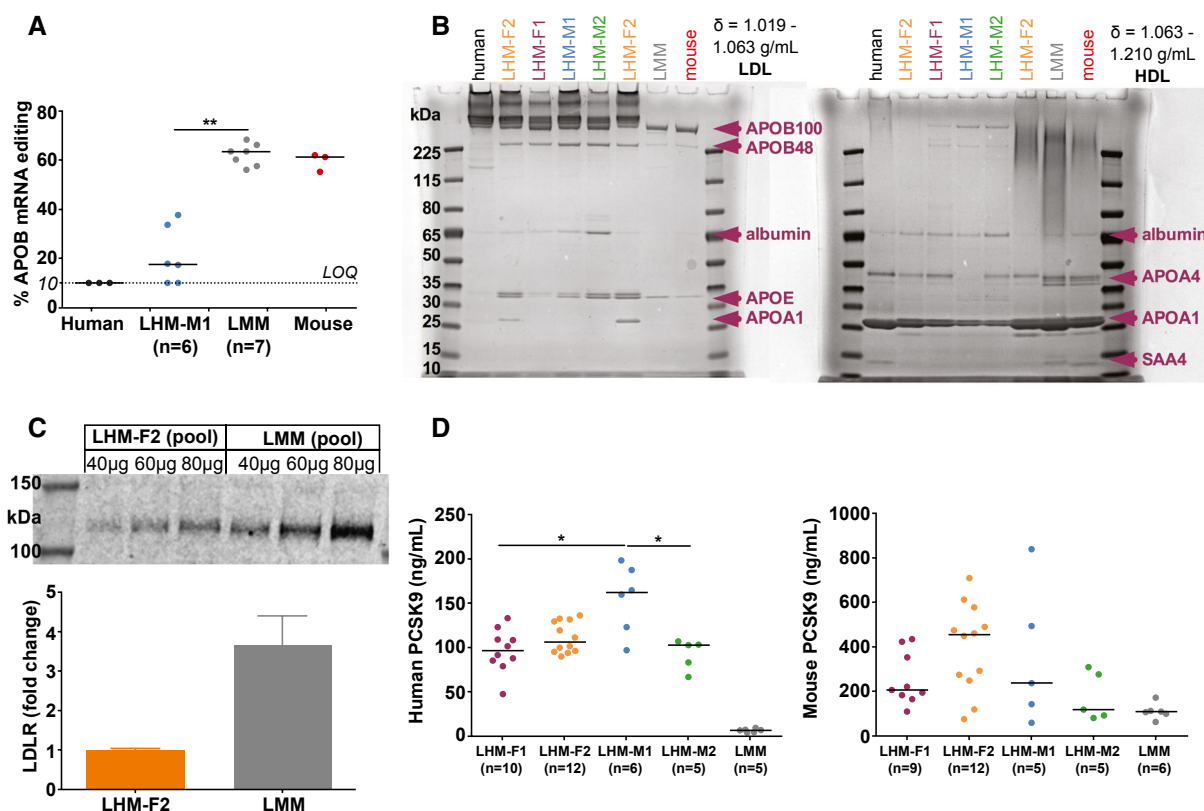 A
% APOB mRNA editing
80
60
40
20
10
0
**
LOQ
Human
LHM-M1
(n=6)
LMM
(n=7)
Mouse
B
human
LHM-F2
LHM-F1
LHM-M1
LHM-M2
LHM-F2
LMM
mouse
δ = 1.019 -
1.063 g/mL
LDL
kDa
225
115
80
65
50
35
30
25
15
10
APOB100
APOB48
albumin
APOE
APOA1
human
LHM-F2
LHM-F1
LHM-M1
LHM-M2
LHM-F2
LMM
mouse
δ = 1.063 -
1.210 g/mL
HDL
albumin
APOA4
APOA1
SAA4
C
LHM-F2 (pool) LMM (pool)
40µg 60µg 80µg 40µg 60µg 80µg
150
kDa
100
LDLR (fold change)
5
4
3
2
1
0
LHM-F2
LMM
D
Human PCSK9 (ng/mL)
250
200
150
100
50
0
* *
LHM-F1
(n=10)
LHM-F2
(n=12)
LHM-M1
(n=6)
LHM-M2
(n=5)
LMM
(n=5)
Mouse PCSK9 (ng/mL)
1000
800
600
400
200
0
LHM-F1
(n=9)
LHM-F2
(n=12)
LHM-M1
(n=5)
LHM-M2
(n=5)
LMM
(n=6)